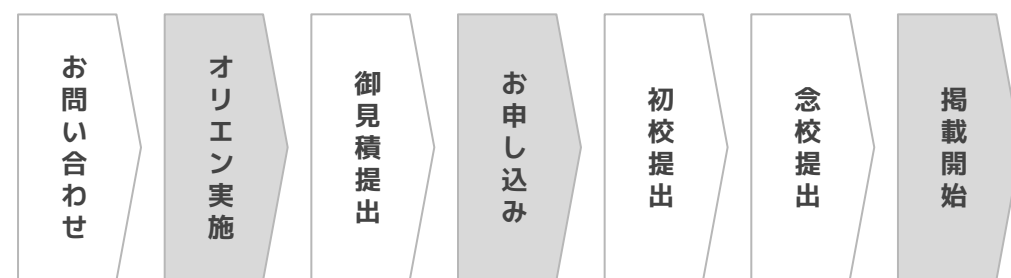 お問い合わせ
オリエン実施
御見積提出
お申し込み
初校提出
念校提出
掲載開始